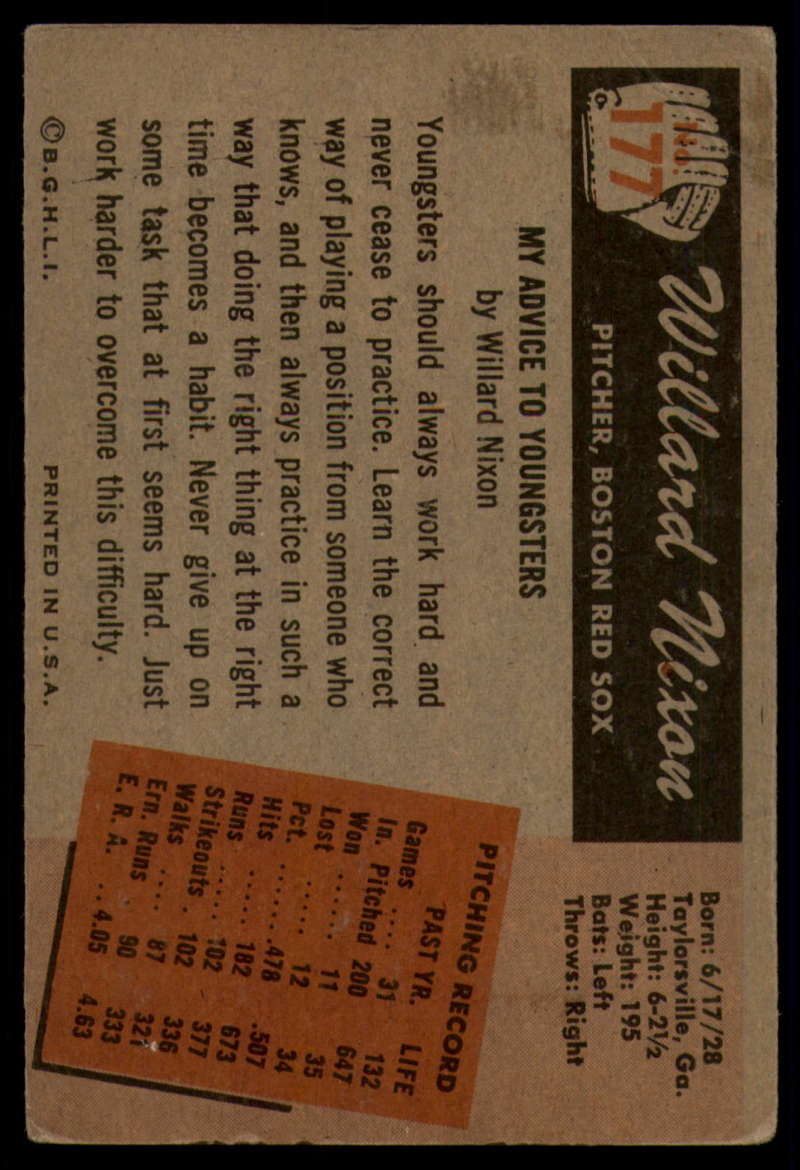 No.
177
Willard Nixon
PITCHER, BOSTON RED SOX
Born: 6/17/28
Taylorsville, Ga.
Height: 6-2½
Weight: 195
Bats: Left
Throws: Right
MY ADVICE TO YOUNGSTERS
by Willard Nixon
Youngsters should always work hard and
never cease to practice. Learn the correct
way of playing a position from someone who
knows, and then always practice in such a
way that doing the right thing at the right
time becomes a habit. Never give up on
some task that at first seems hard. Just
work harder to overcome this difficulty.
PITCHING RECORD
PAST YR. LIFE
Games .... 31 132
In. Pitched 200 647
Won ...... 11 35
Lost ..... 12 34
Pct. .......478 .507
Hits ..... 182 673
Runs ..... 102 377
Strikeouts . 102 336
Walks .... 87 321
Ern. Runs . 90 333
E. R. A. .. 4.05 4.63
©B.G.H.L.I. PRINTED IN U.S.A.